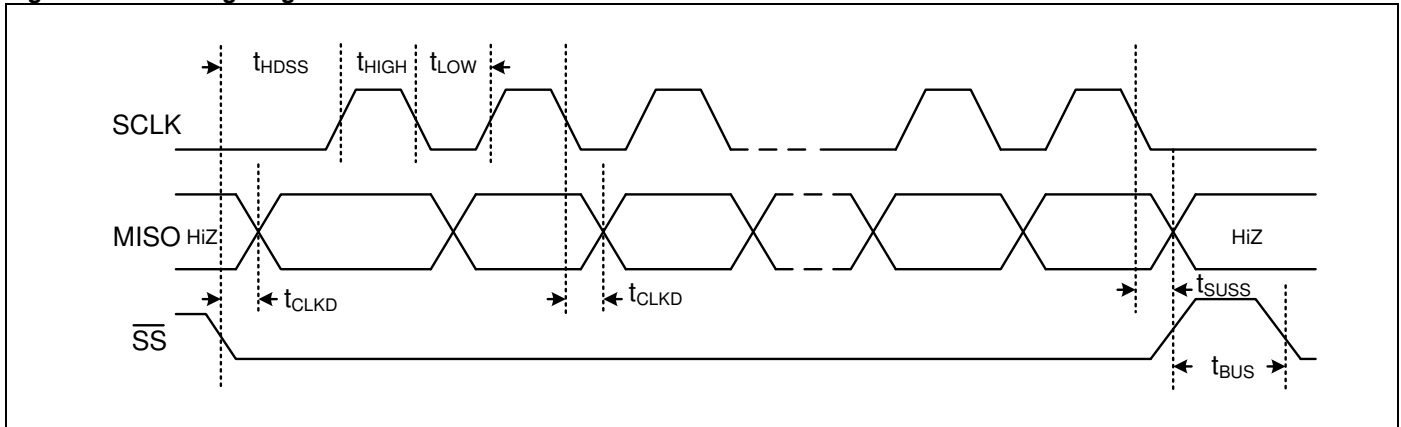 tHDSS tHIGH tLOW
SCLK
MISO HiZ HiZ
tCLKD tCLKD tSUSS
SS
tBUS